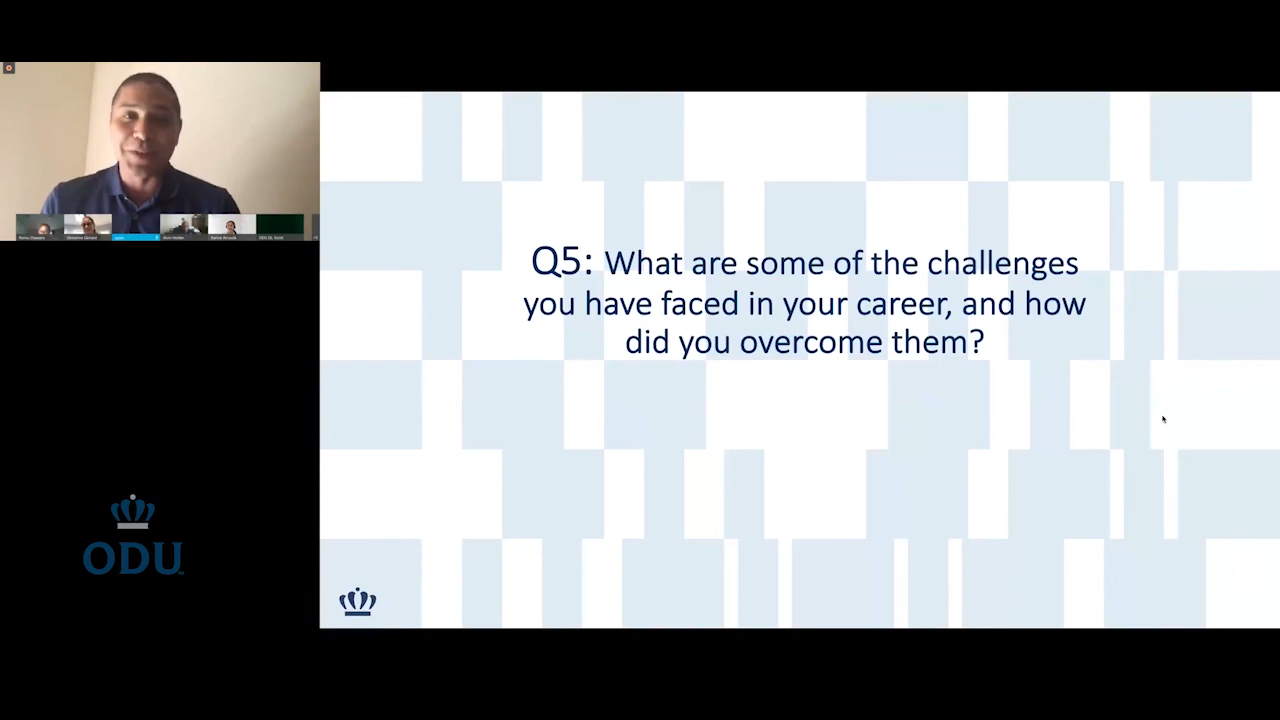 Q5: What are some of the challenges
you have faced in your career, and how
did you overcome them?
ODU